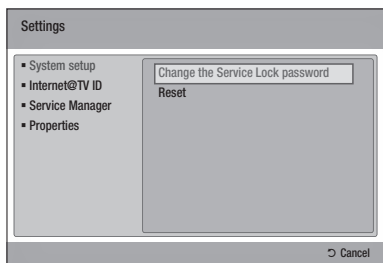 Settings
▪ System setup
▪ Internet@TV ID
▪ Service Manager
▪ Properties
Change the Service Lock password
Reset
⮌ Cancel